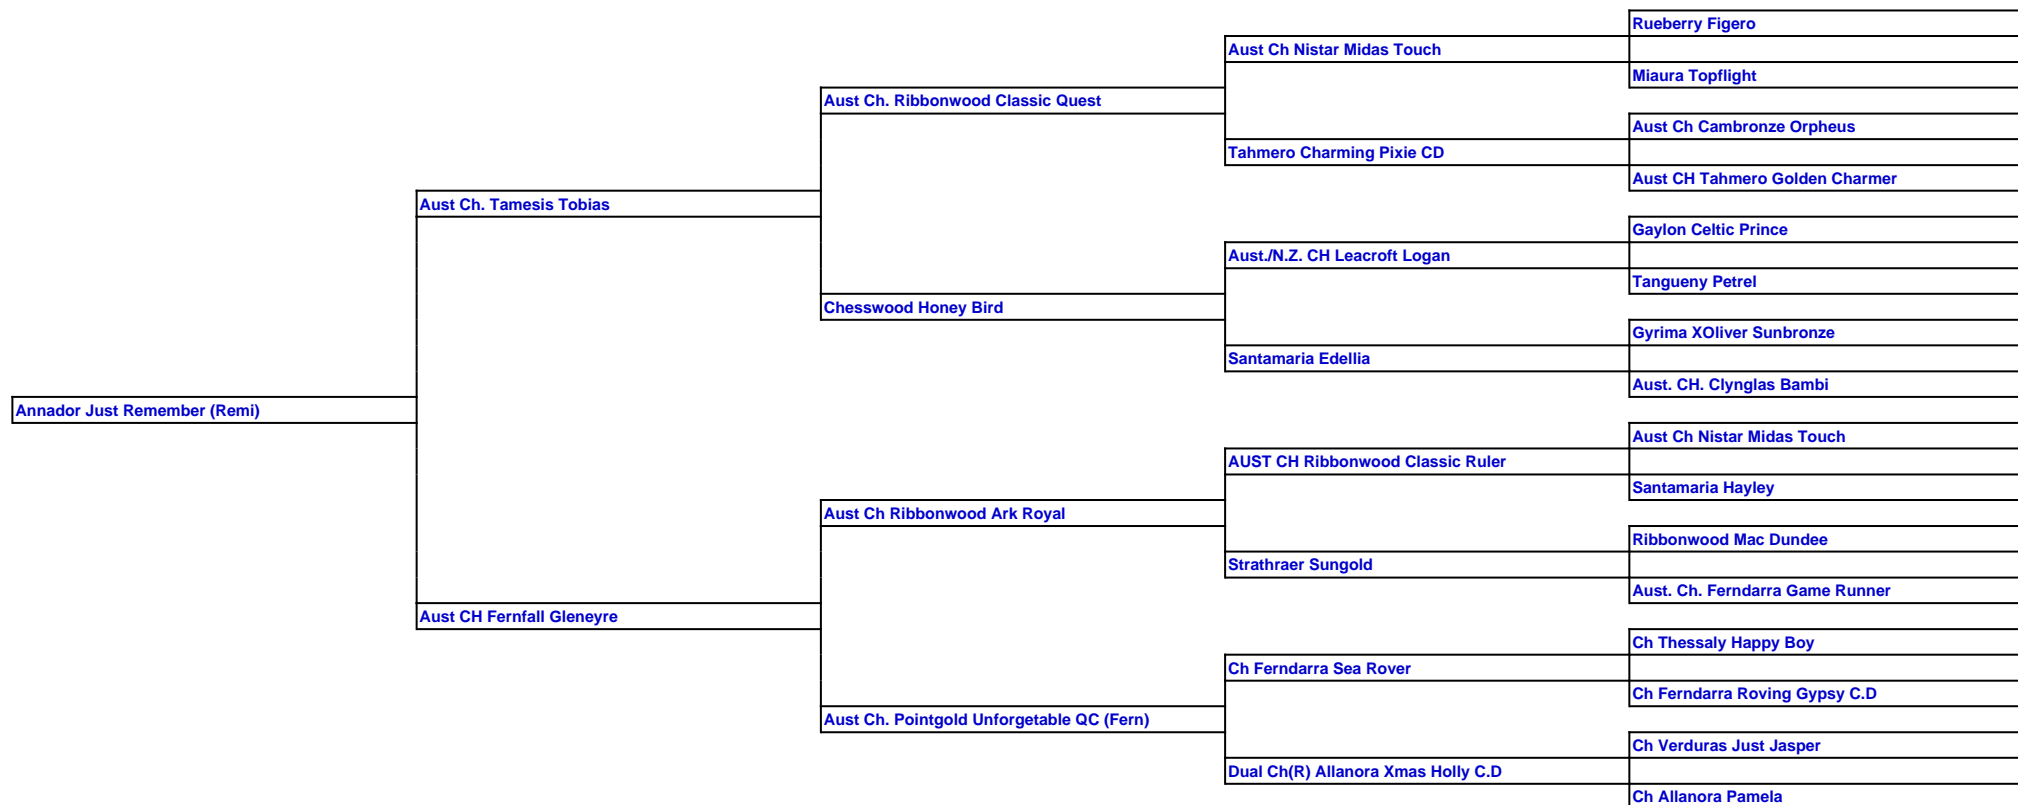 Rueberry Figero
Aust Ch Nistar Midas Touch
Miaura Topflight
Aust Ch. Ribbonwood Classic Quest
Aust Ch Cambronze Orpheus
Tahmero Charming Pixie CD
Aust CH Tahmero Golden Charmer
Aust Ch. Tamesis Tobias
Gaylon Celtic Prince
Aust./N.Z. CH Leacroft Logan
Tangueny Petrel
Chesswood Honey Bird
Gyrima XOliver Sunbronze
Santamaria Edellia
Aust. CH. Clynglas Bambi
Annador Just Remember (Remi)
Aust Ch Nistar Midas Touch
AUST CH Ribbonwood Classic Ruler
Santamaria Hayley
Aust Ch Ribbonwood Ark Royal
Ribbonwood Mac Dundee
Strathraer Sungold
Aust. Ch. Ferndarra Game Runner
Aust CH Fernfall Gleneyre
Ch Thessaly Happy Boy
Ch Ferndarra Sea Rover
Ch Ferndarra Roving Gypsy C.D
Aust Ch. Pointgold Unforgetable QC (Fern)
Ch Verduras Just Jasper
Dual Ch(R) Allanora Xmas Holly C.D
Ch Allanora Pamela